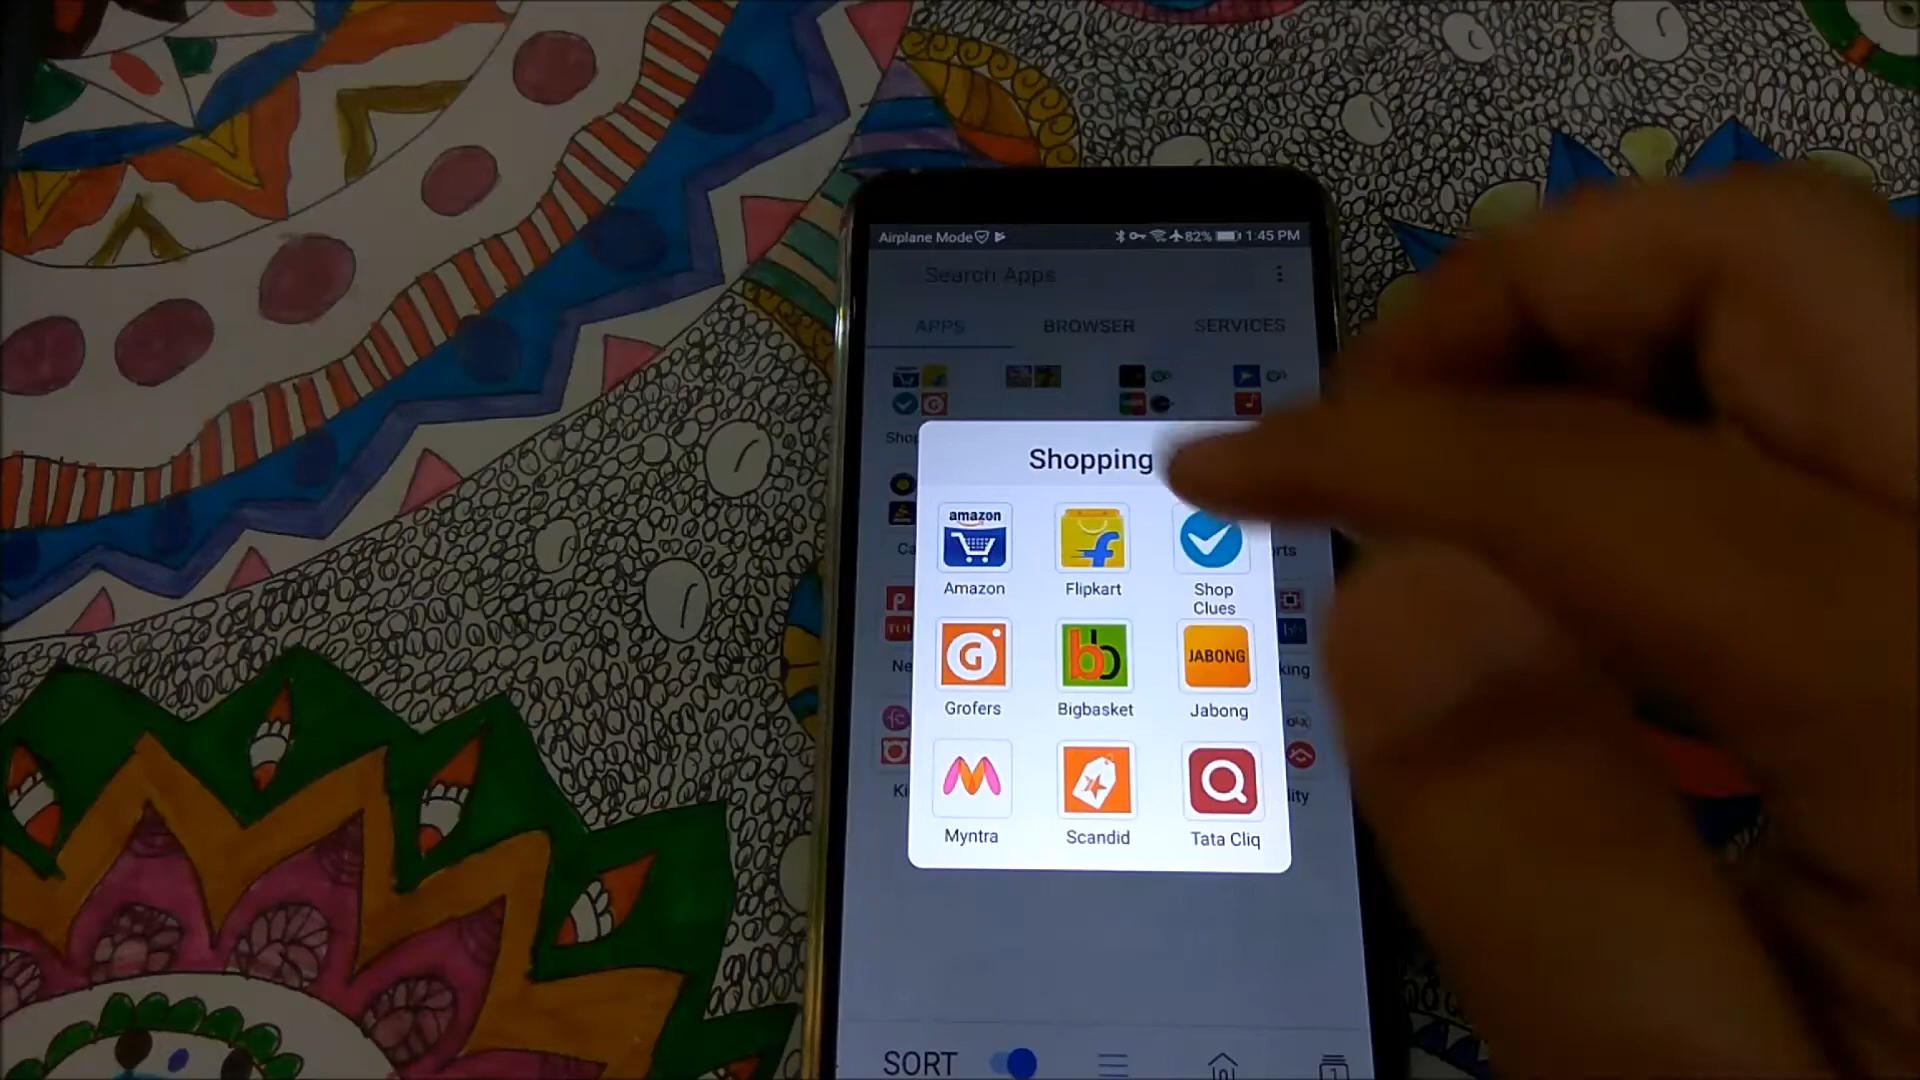 Airplane Mode 82% 1:45 PM
Search Apps
APPS BROWSER SERVICES
Shopping
amazon
Amazon Flipkart Shop Clues
JABONG
Grofers Bigbasket Jabong
Myntra Scandid Tata Cliq
SORT
1